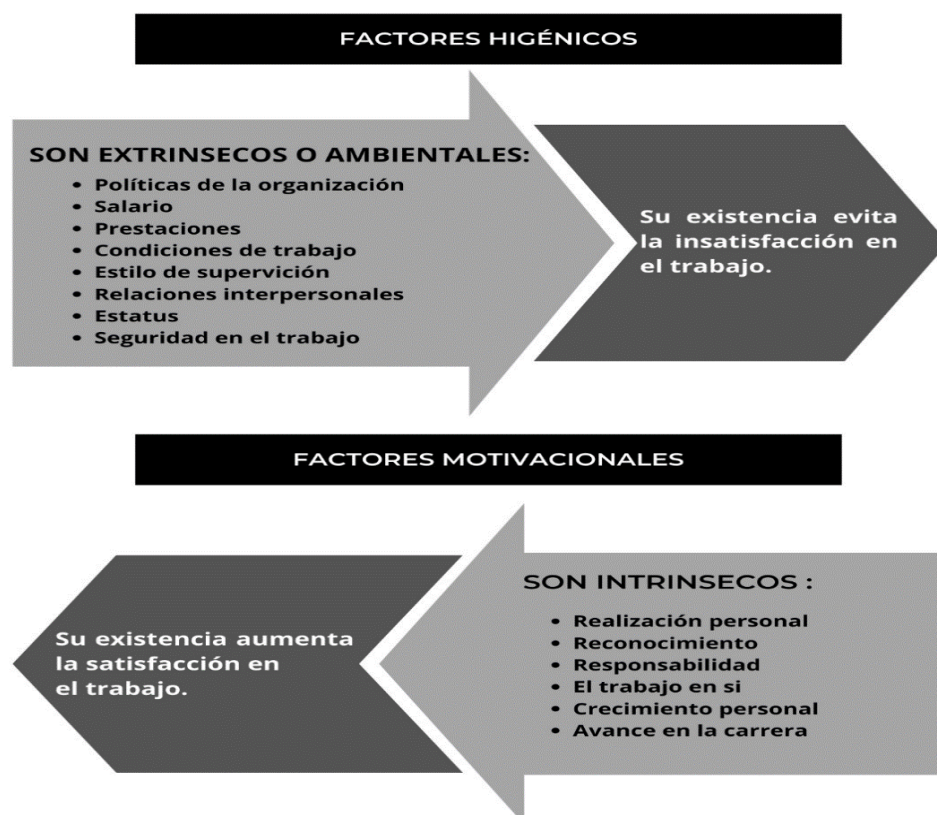 FACTORES HIGÉNICOS
SON EXTRINSECOS O AMBIENTALES:
• Políticas de la organización
• Salario
• Prestaciones
• Condiciones de trabajo
• Estilo de supervición
• Relaciones interpersonales
• Estatus
• Seguridad en el trabajo
Su existencia evita
la insatisfacción en
el trabajo.
FACTORES MOTIVACIONALES
Su existencia aumenta
la satisfacción en
el trabajo.
SON INTRINSECOS :
• Realización personal
• Reconocimiento
• Responsabilidad
• El trabajo en si
• Crecimiento personal
• Avance en la carrera